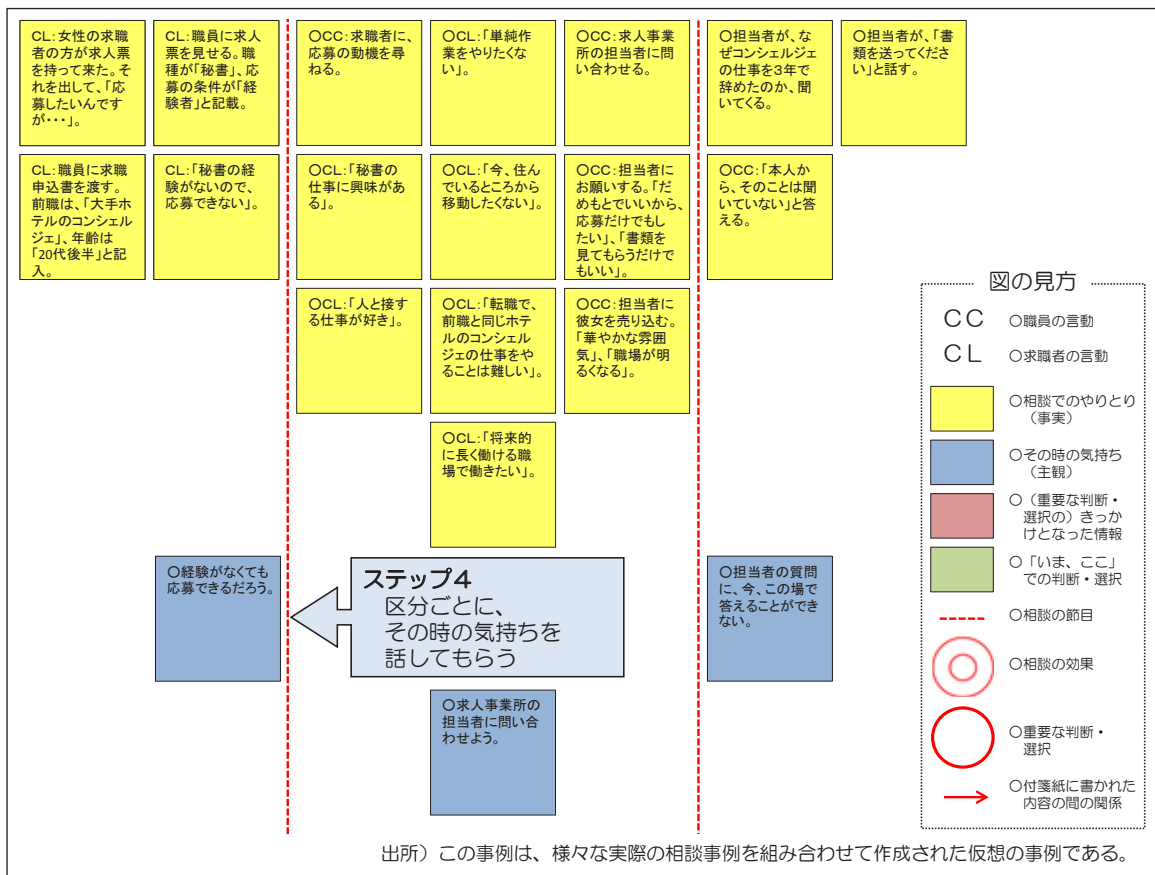 CL:女性の求職
者の方が求人票
を持って来た。そ
れを出して、「応
募したいんです
が・・・」。
CL:職員に求人
票を見せる。職
種が「秘書」、応
募の条件が「経
験者」と記載。
○CC:求職者に、
応募の動機を尋
ねる。
○CL:「単純作
業をやりたくな
い」。
○CC:求人事業
所の担当者に問
い合わせる。
○担当者が、な
ぜコンシェルジェ
の仕事を3年で
辞めたのか、聞
いてくる。
○担当者が、「書
類を送ってくださ
い」と話す。
CL:職員に求職
申込書を渡す。
前職は、「大手ホ
テルのコンシェル
ジェ」、年齢は
「20代後半」と記
入。
CL:「秘書の経
験がないので、
応募できない」。
○CL:「秘書の
仕事に興味があ
る」。
○CL:「今、住ん
でいるところから
移動したくない」。
○CC:担当者に
お願いする。「だ
めもとでいいから、
応募だけでもし
たい」、「書類を
見てもらうだけで
もいい」。
○CC:「本人か
ら、そのことは聞
いていない」と答
える。
○CL:「人と接す
る仕事が好き」。
○CL:「転職で、
前職と同じホテ
ルのコンシェル
ジェの仕事をや
ることは難しい」。
○CC:担当者に
彼女を売り込む。
「華やかな雰囲
気」、「職場が明
るくなる」。
○CL:「将来的
に長く働ける職
場で働きたい」。
○経験がなくても
応募できるだろう。
ステップ4
区分ごとに、
その時の気持ちを
話してもらう
○担当者の質問
に、今、この場で
答えることができ
ない。
○求人事業所の
担当者に問い合
わせよう。
図の見方
CC ○職員の言動
CL ○求職者の言動
○相談でのやりとり
(事実)
○その時の気持ち
(主観)
○(重要な判断・
選択の)きっか
けとなった情報
○「いま、ここ」
での判断・選択
○相談の節目
○相談の効果
○重要な判断・
選択
○付箋紙に書かれた
内容の間の関係
出所)この事例は、様々な実際の相談事例を組み合わせて作成された仮想の事例である。